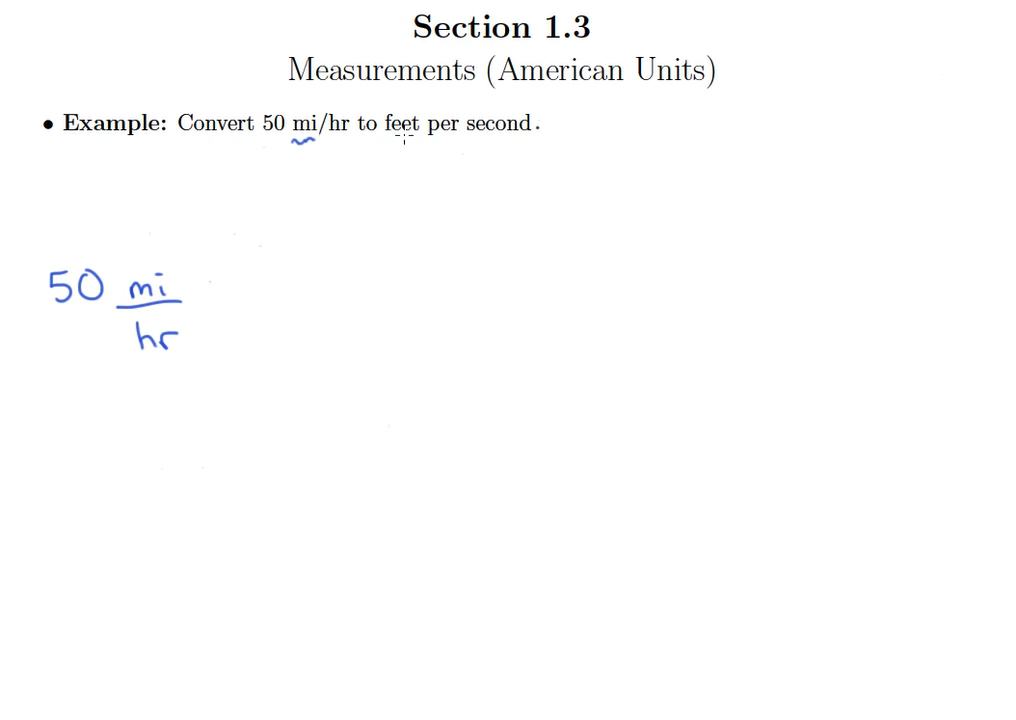 Section 1.3
Measurements (American Units)
• Example: Convert 50 mi/hr to feet per second.
50 mi
hr